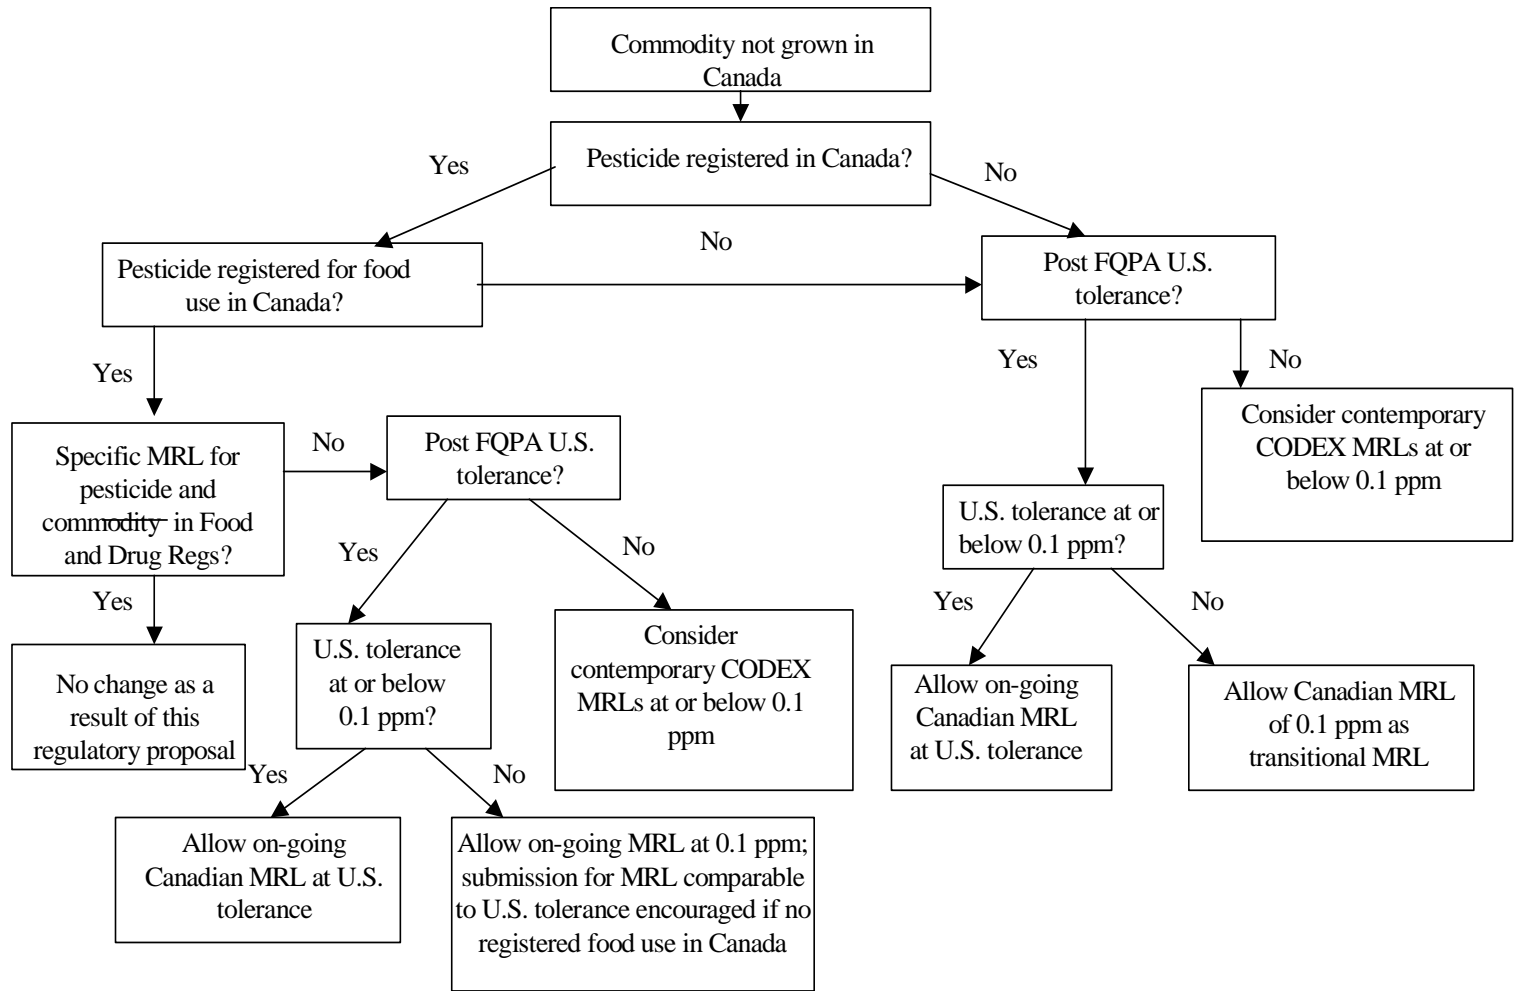 Commodity not grown in
Canada
Pesticide registered in Canada?
Yes
No
Pesticide registered for food
use in Canada?
No
Post FQPA U.S.
tolerance?
Yes
Yes
No
Specific MRL for
pesticide and
commodity in Food
and Drug Regs?
No
Post FQPA U.S.
tolerance?
Consider contemporary
CODEX MRLs at or
below 0.1 ppm
U.S. tolerance at or
below 0.1 ppm?
Yes
Yes
No
Yes
No
No change as a
result of this
regulatory proposal
U.S. tolerance
at or below
0.1 ppm?
Consider
contemporary CODEX
MRLs at or below 0.1
ppm
Allow on-going
Canadian MRL
at U.S. tolerance
Allow Canadian MRL
of 0.1 ppm as
transitional MRL
Yes
No
Allow on-going
Canadian MRL at U.S.
tolerance
Allow on-going MRL at 0.1 ppm;
submission for MRL comparable
to U.S. tolerance encouraged if no
registered food use in Canada